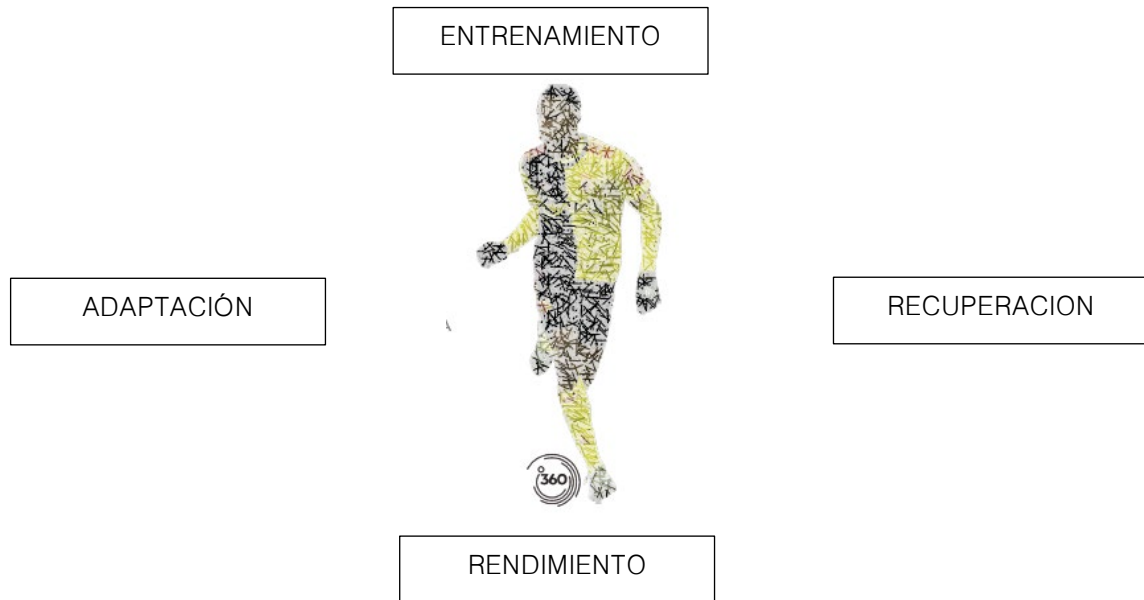 ENTRENAMIENTO
ADAPTACIÓN
RECUPERACION
°360
RENDIMIENTO